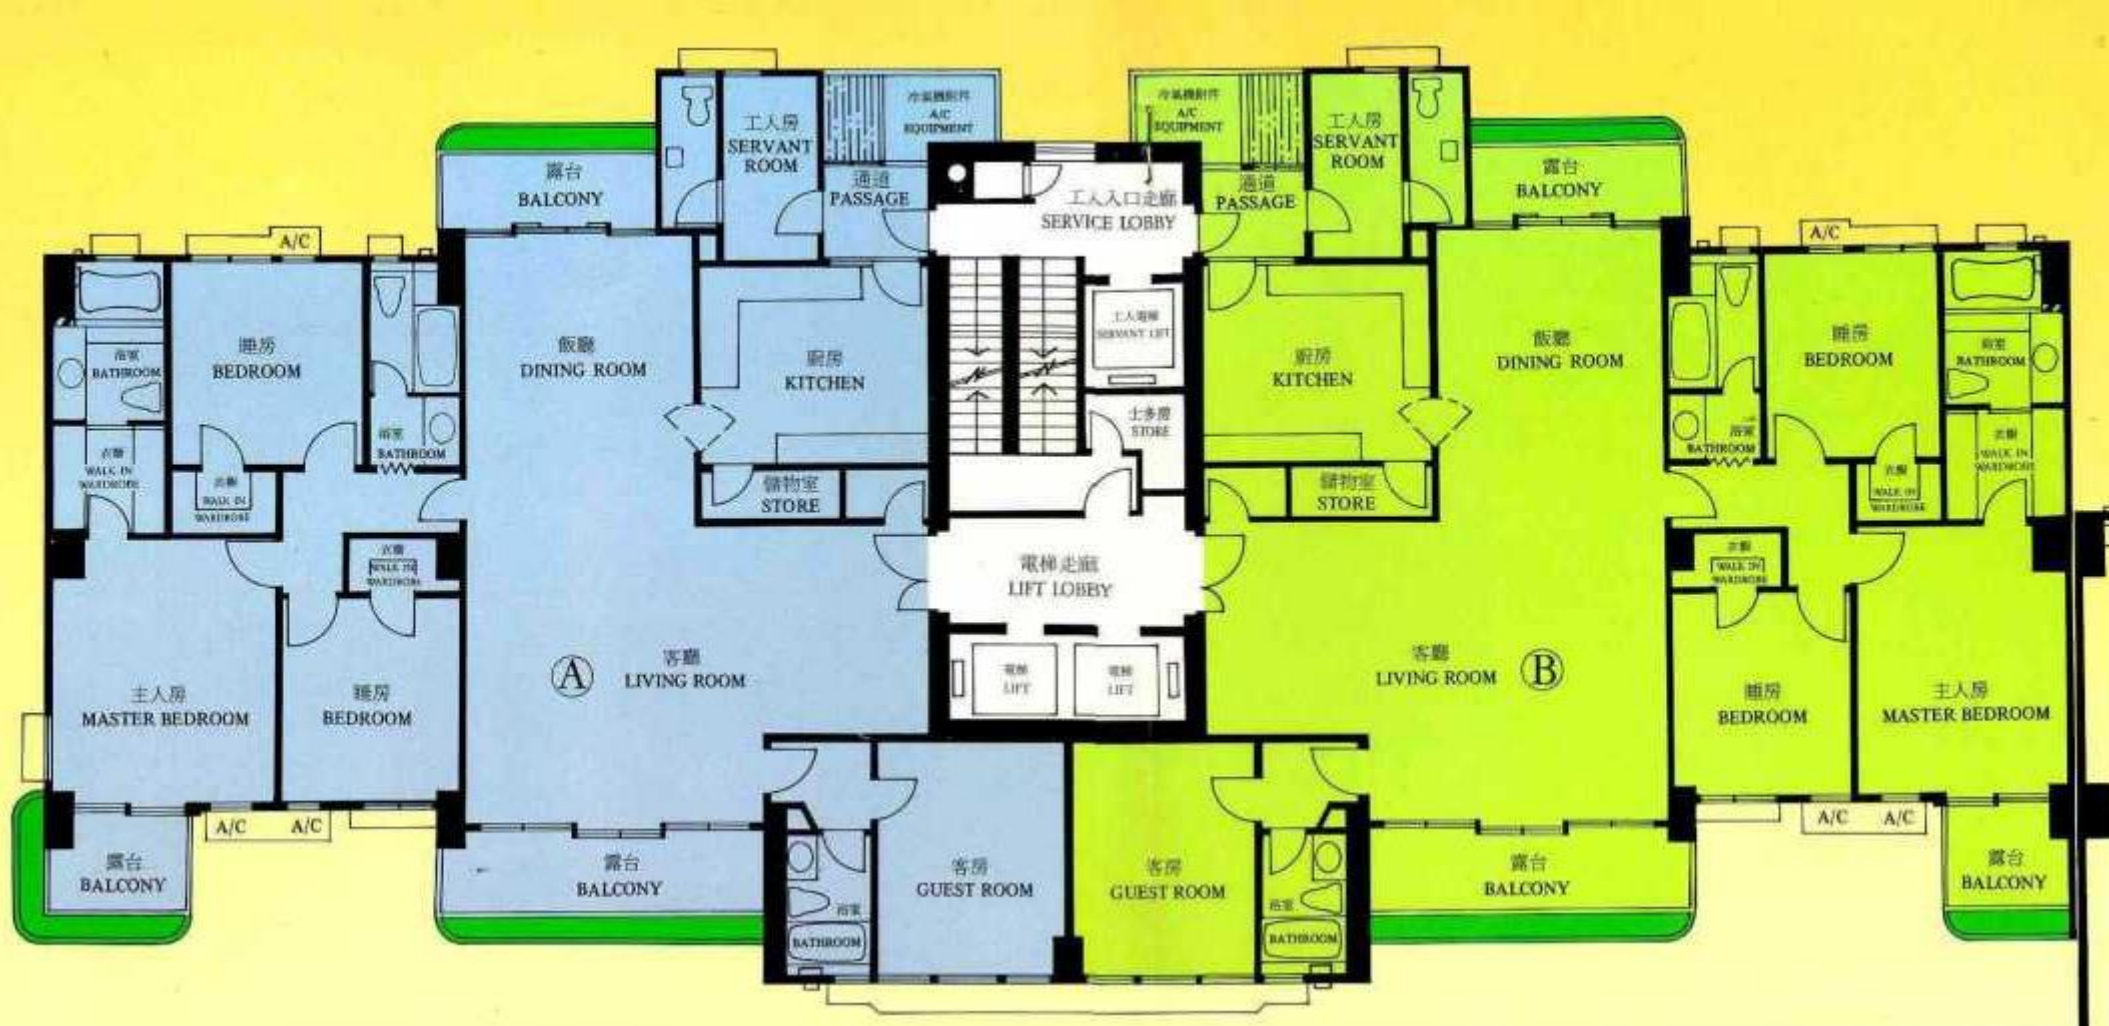 冷氣機附件
A/C
EQUIPMENT
工人房
SERVANT
ROOM
露台
BALCONY
通道
PASSAGE
冷氣機附件
A/C
EQUIPMENT
工人房
SERVANT
ROOM
露台
BALCONY
通道
PASSAGE
工人入口走廊
SERVICE LOBBY
A/C
A/C
浴室
BATHROOM
睡房
BEDROOM
飯廳
DINING ROOM
廚房
KITCHEN
工人電梯
SERVANT LIFT
廚房
KITCHEN
飯廳
DINING ROOM
睡房
BEDROOM
浴室
BATHROOM
浴室
BATHROOM
士多房
STORE
浴室
BATHROOM
衣櫥
WALK IN
WARDROBE
衣櫥
WALK IN
WARDROBE
儲物室
STORE
儲物室
STORE
衣櫥
WALK IN
WARDROBE
衣櫥
WALK IN
WARDROBE
衣櫥
WALK IN
WARDROBE
電梯走廊
LIFT LOBBY
衣櫥
WALK IN
WARDROBE
主人房
MASTER BEDROOM
睡房
BEDROOM
A
客廳
LIVING ROOM
電梯
LIFT
電梯
LIFT
客廳
LIVING ROOM
B
睡房
BEDROOM
主人房
MASTER BEDROOM
A/C
A/C
A/C
A/C
露台
BALCONY
露台
BALCONY
浴室
BATHROOM
客房
GUEST ROOM
客房
GUEST ROOM
浴室
BATHROOM
露台
BALCONY
露台
BALCONY